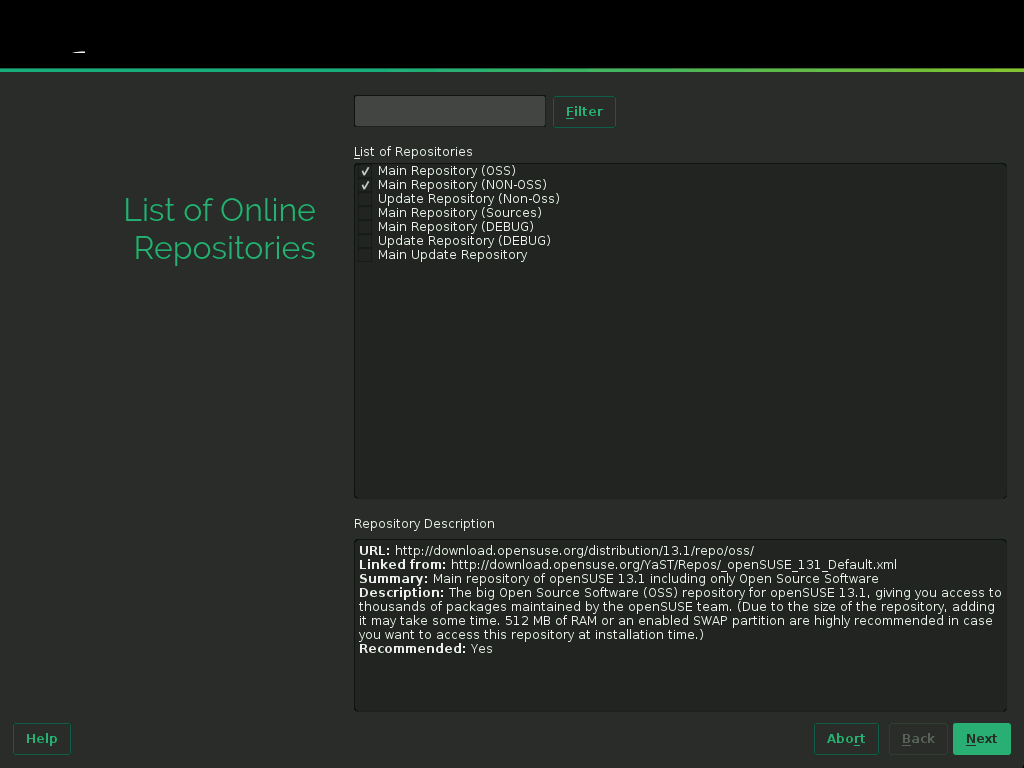 Filter
List of Repositories
Main Repository (OSS)
Main Repository (NON-OSS)
Update Repository (Non-Oss)
Main Repository (Sources)
Main Repository (DEBUG)
Update Repository (DEBUG)
Main Update Repository
List of Online
Repositories
Repository Description
URL: http://download.opensuse.org/distribution/13.1/repo/oss/
Linked from: http://download.opensuse.org/YaST/Repos/_openSUSE_131_Default.xml
Summary: Main repository of openSUSE 13.1 including only Open Source Software
Description: The big Open Source Software (OSS) repository for openSUSE 13.1, giving you access to
thousands of packages maintained by the openSUSE team. (Due to the size of the repository, adding
it may take some time. 512 MB of RAM or an enabled SWAP partition are highly recommended in case
you want to access this repository at installation time.)
Recommended: Yes
Help
Abort
Back
Next